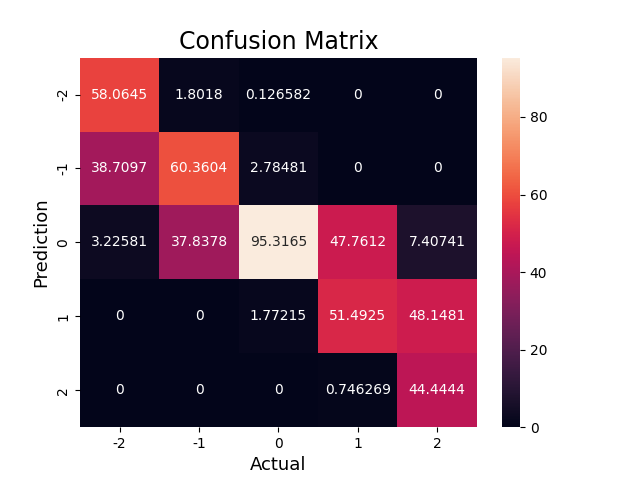 Confusion Matrix
-2 58.0645 1.8018 0.126582 0 0
-1 38.7097 60.3604 2.78481 0 0
0 3.22581 37.8378 95.3165 47.7612 7.40741
1 0 0 1.77215 51.4925 48.1481
2 0 0 0 0.746269 44.4444
-2 -1 0 1 2
Prediction
Actual
80
60
40
20
0